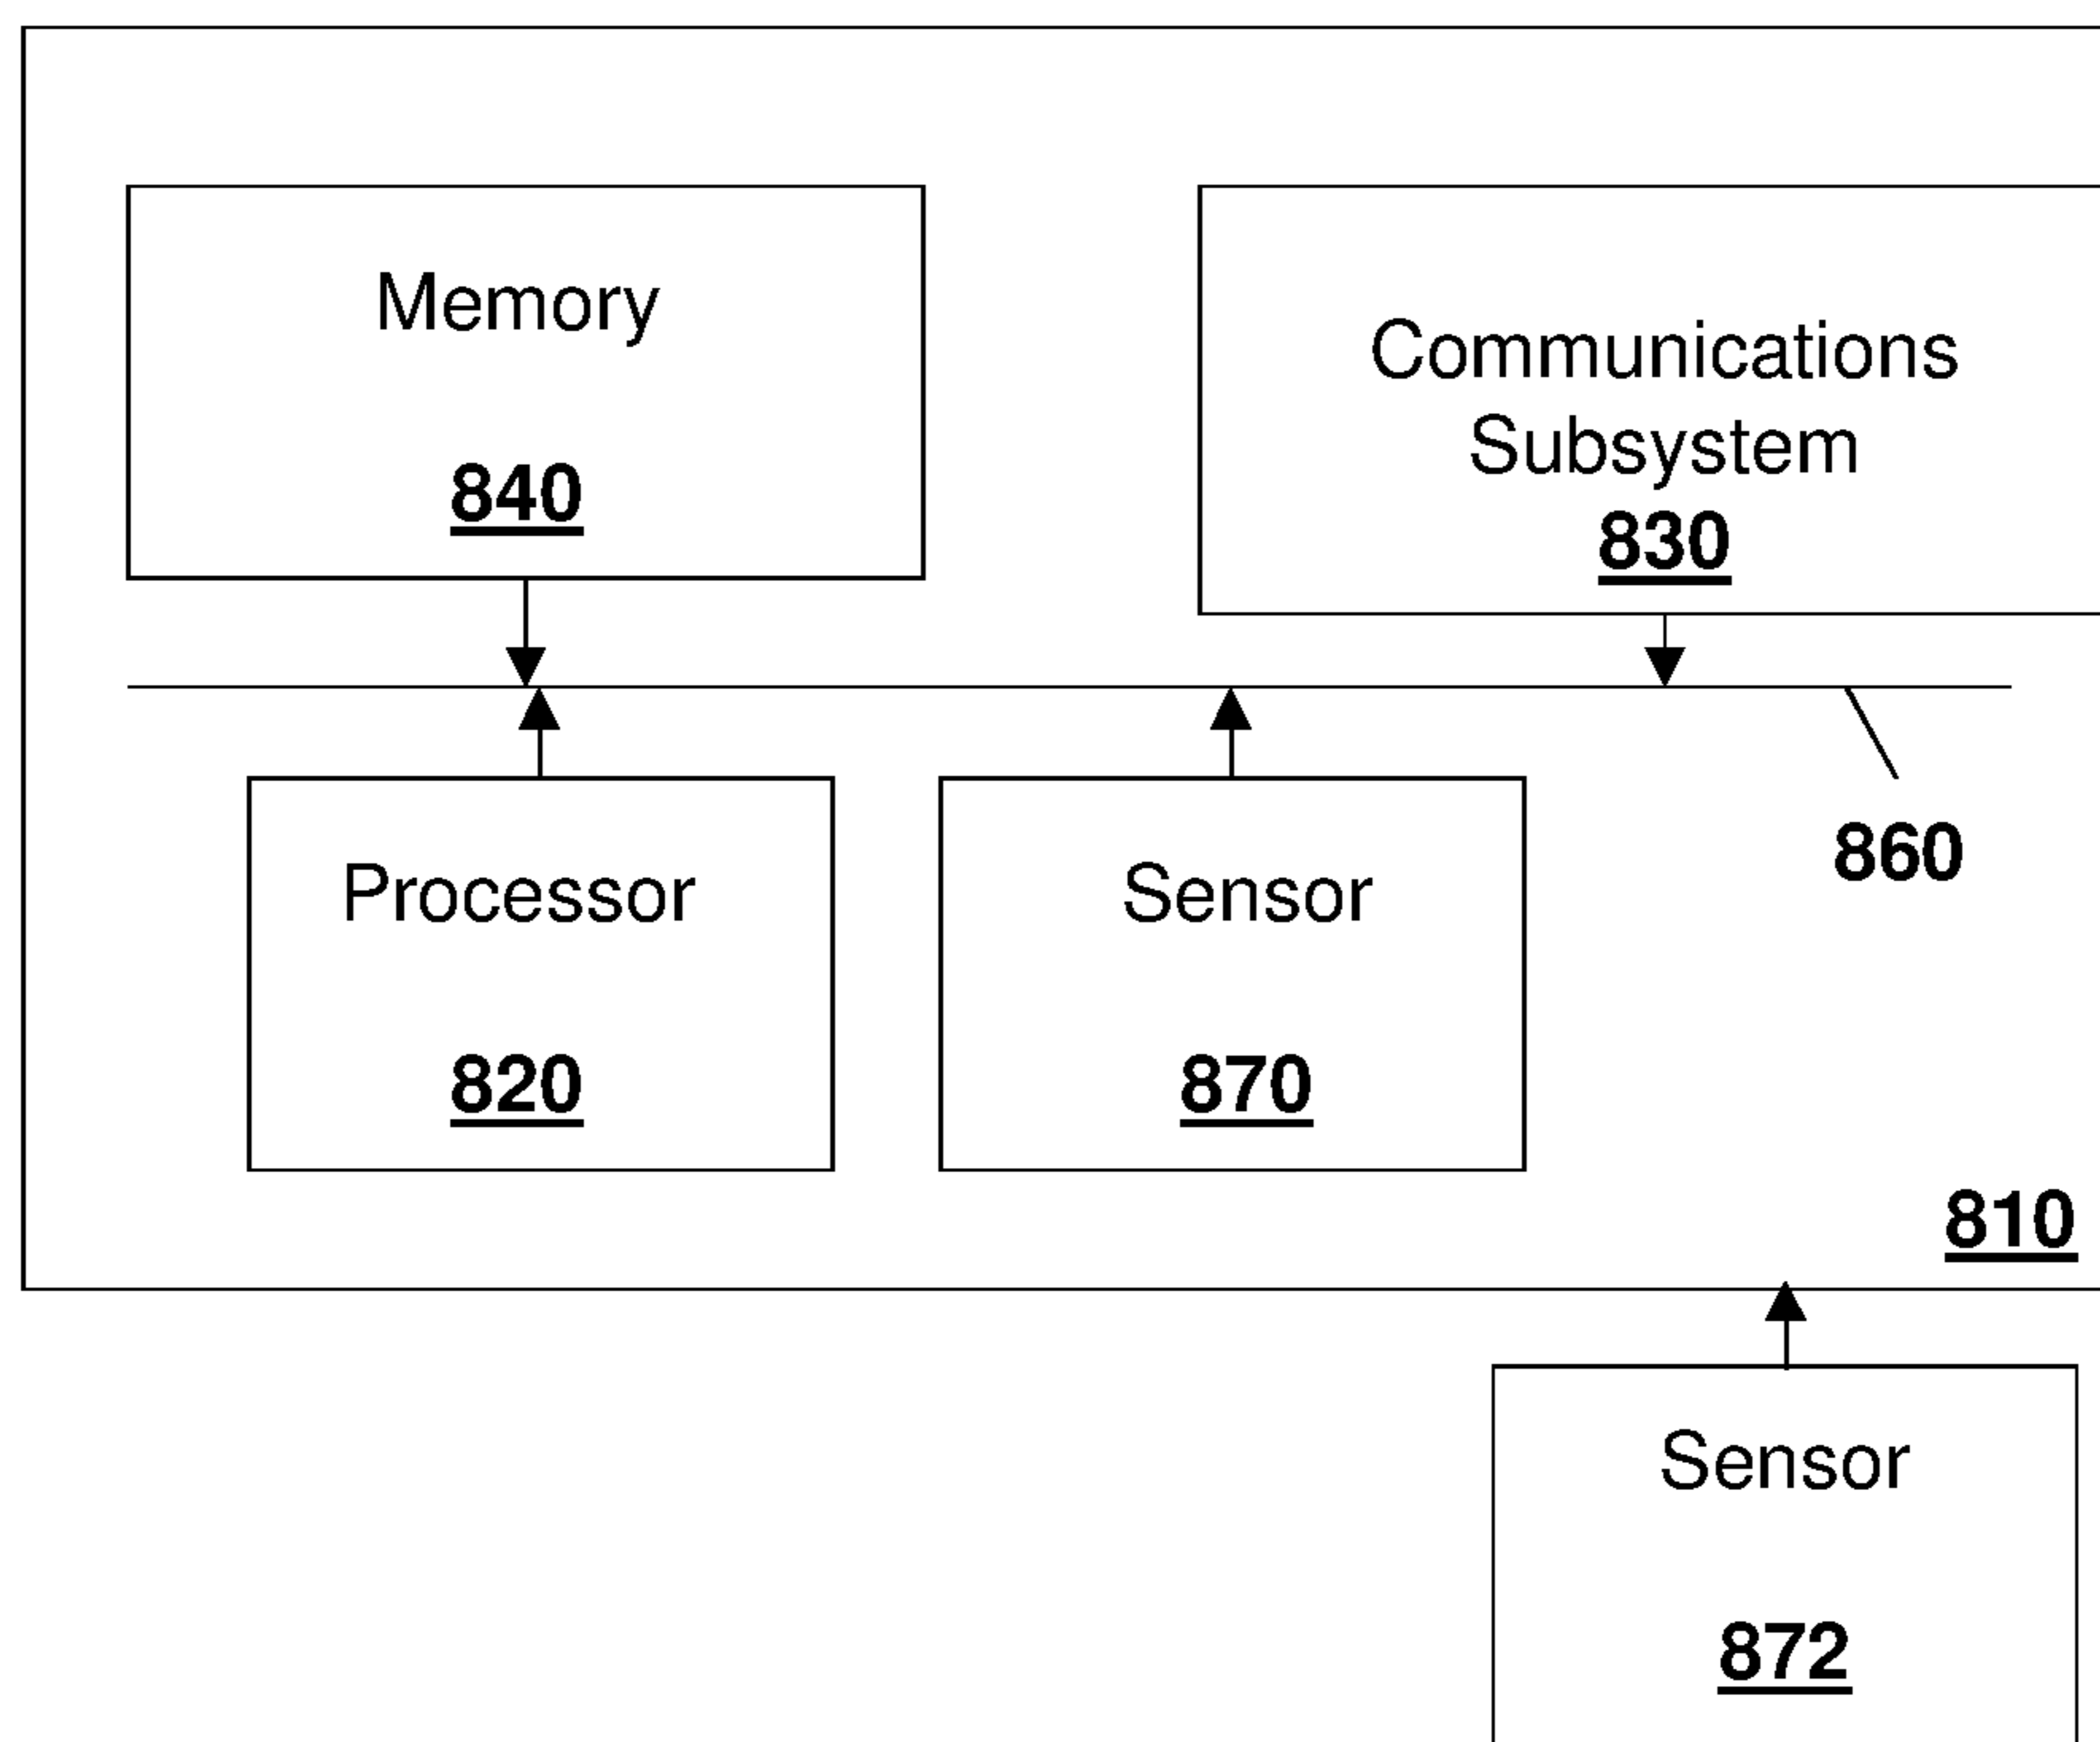 Memory
840
Communications
Subsystem
830
860
Processor
820
Sensor
870
810
Sensor
872